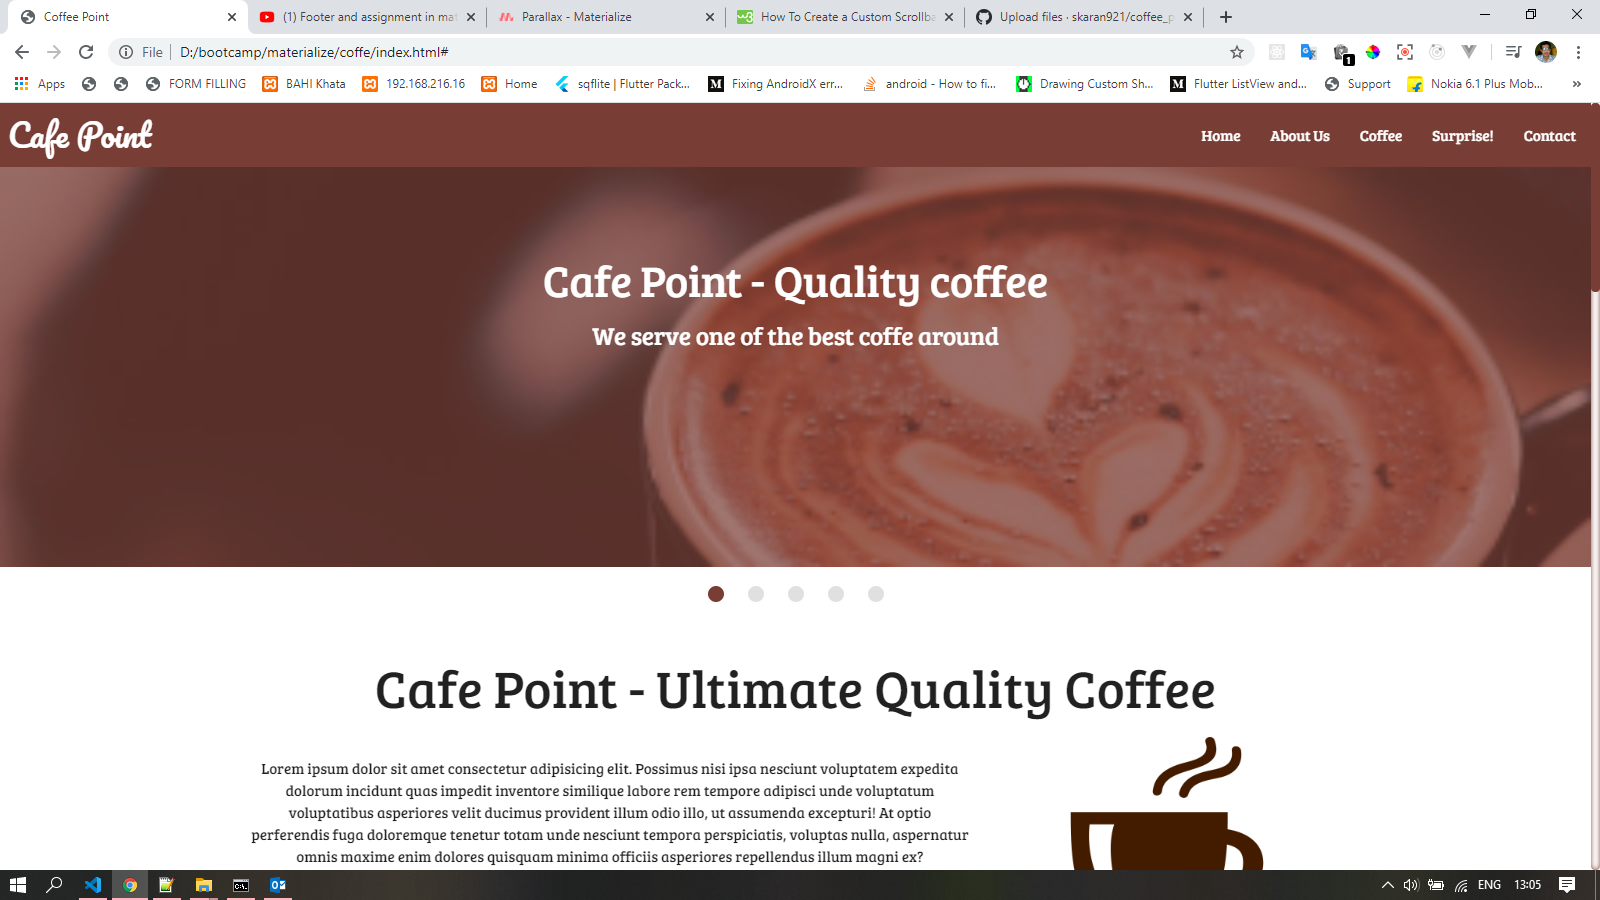 Coffee Point
(1) Footer and assignment in mat
Parallax - Materialize
How To Create a Custom Scrollba
Upload files · skaran921/coffee_p
File
D:/bootcamp/materialize/coffe/index.html#
1
Apps
FORM FILLING
BAHI Khata
192.168.216.16
Home
sqflite | Flutter Pack...
Fixing AndroidX err...
android - How to fi...
Drawing Custom Sh...
Flutter ListView and...
Support
Nokia 6.1 Plus Mob...
»
Cafe Point
Home
About Us
Coffee
Surprise!
Contact
Cafe Point - Quality coffee
We serve one of the best coffe around
Cafe Point - Ultimate Quality Coffee
Lorem ipsum dolor sit amet consectetur adipisicing elit. Possimus nisi ipsa nesciunt voluptatem expedita
dolorum incidunt quas impedit inventore similique labore rem tempore adipisci unde voluptatum
voluptatibus asperiores velit ducimus provident illum odio illo, ut assumenda excepturi! At optio
perferendis fuga doloremque tenetur totam unde nesciunt tempora perspiciatis, voluptas nulla, aspernatur
omnis maxime enim dolores quisquam minima officiis asperiores repellendus illum magni ex?
ENG
13:05